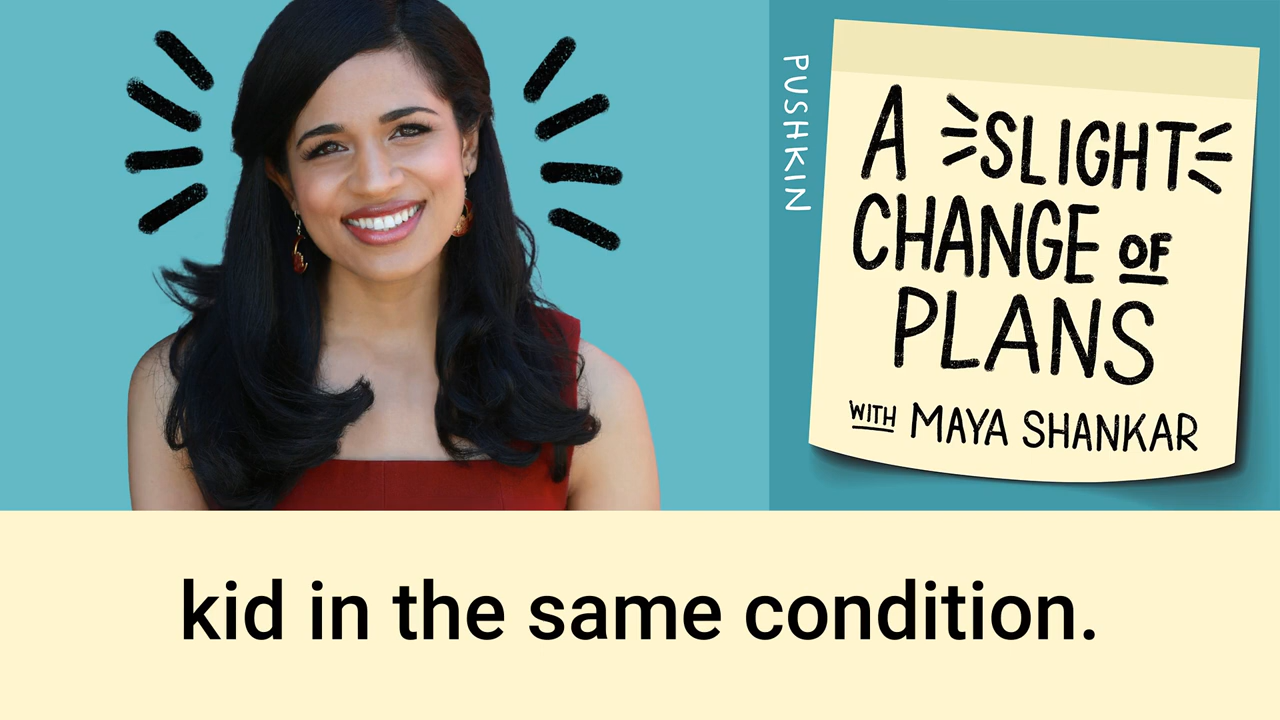 PUSHKIN
A SLIGHT
CHANGE OF
PLANS
WITH MAYA SHANKAR
kid in the same condition.